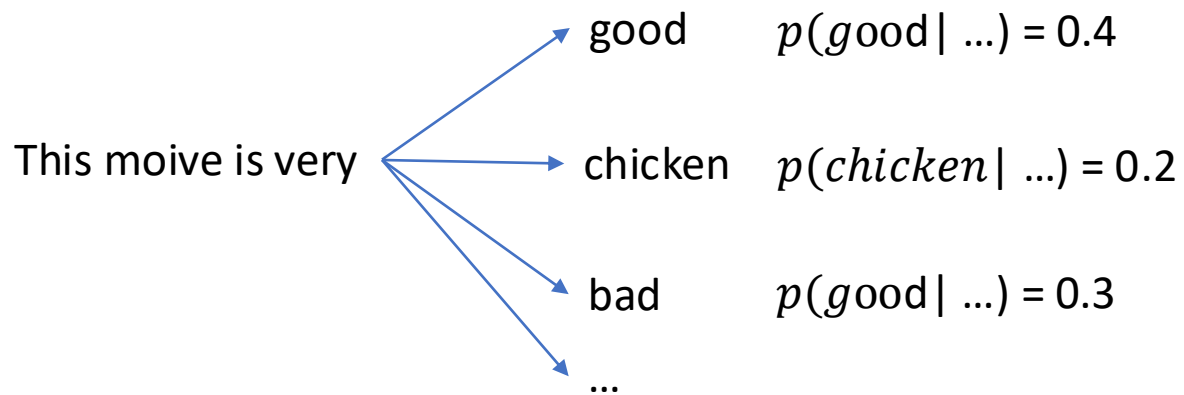 good p(good| ...) = 0.4
This moive is very
chicken p(chicken| ...) = 0.2
bad p(good| ...) = 0.3
...